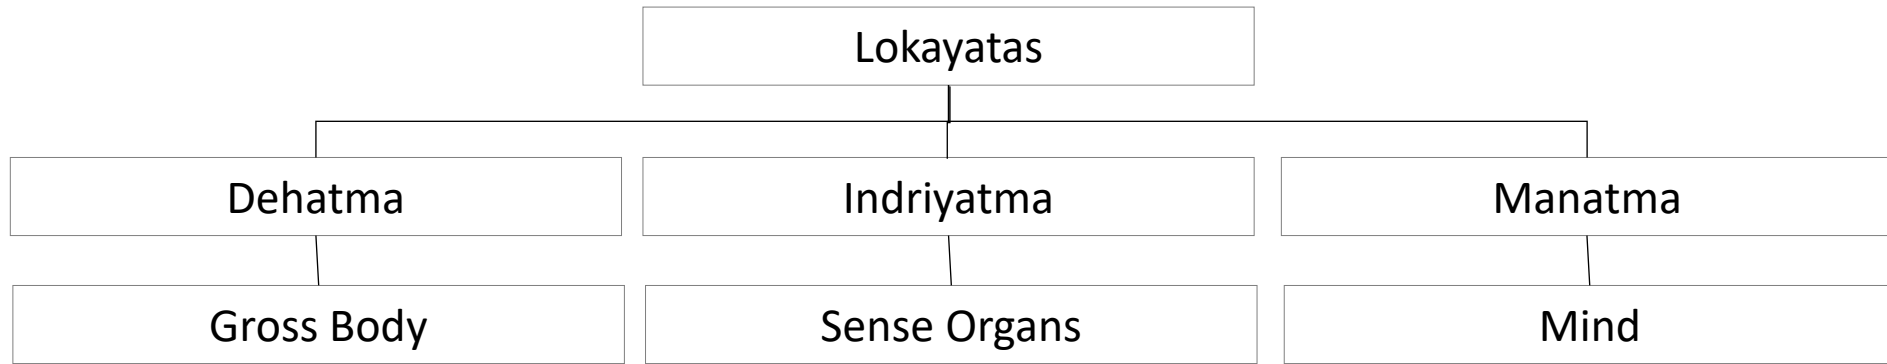 Lokayatas
Dehatma
Indriyatma
Manatma
Gross Body
Sense Organs
Mind